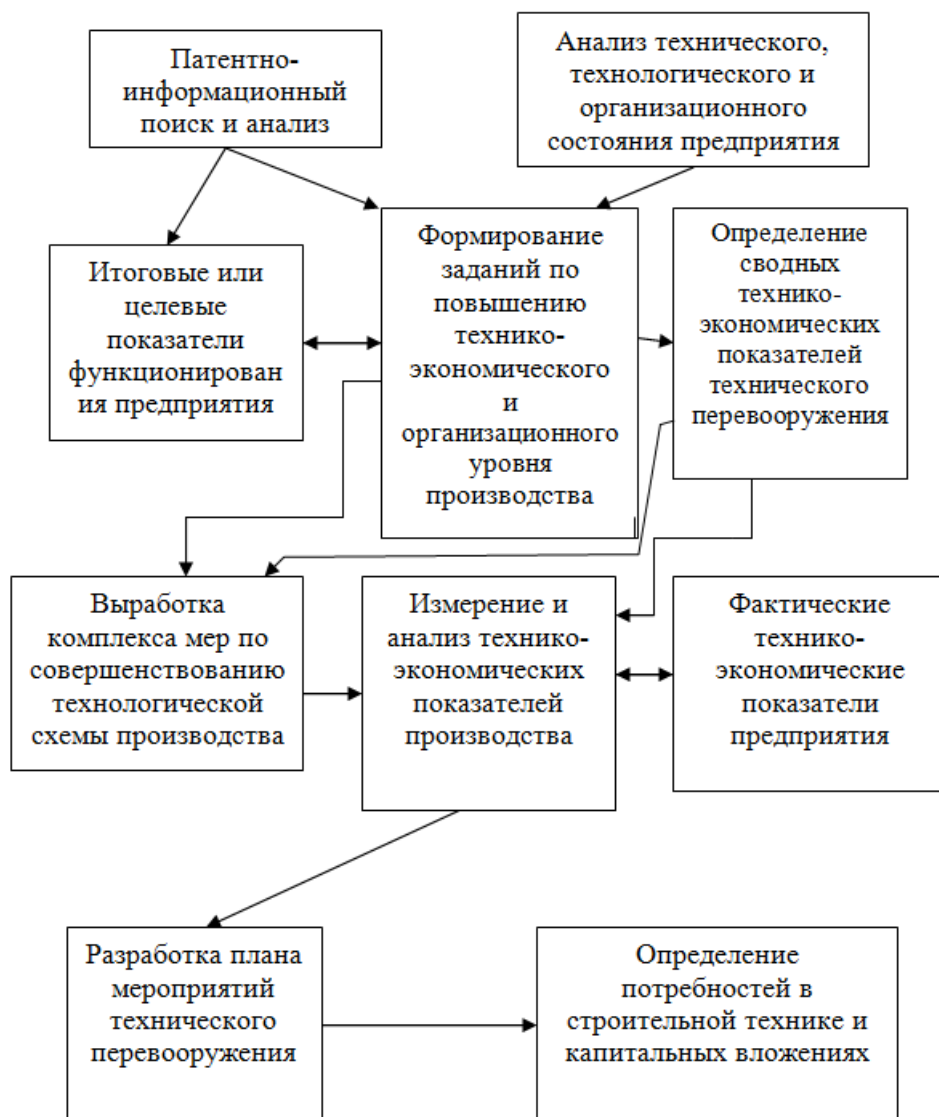 Патентно-
информационный
поиск и анализ
Анализ технического,
технологического и
организационного
состояния предприятия
Итоговые или
целевые
показатели
функционирован
ия предприятия
Формирование
заданий по
повышению
технико-
экономического
и
организационного
уровня
производства
Определение
сводных
технико-
экономических
показателей
технического
перевооружения
Выработка
комплекса мер по
совершенствованию
технологической
схемы производства
Измерение и
анализ технико-
экономических
показателей
производства
Фактические
технико-
экономические
показатели
предприятия
Разработка плана
мероприятий
технического
перевооружения
Определение
потребностей в
строительной технике и
капитальных вложениях